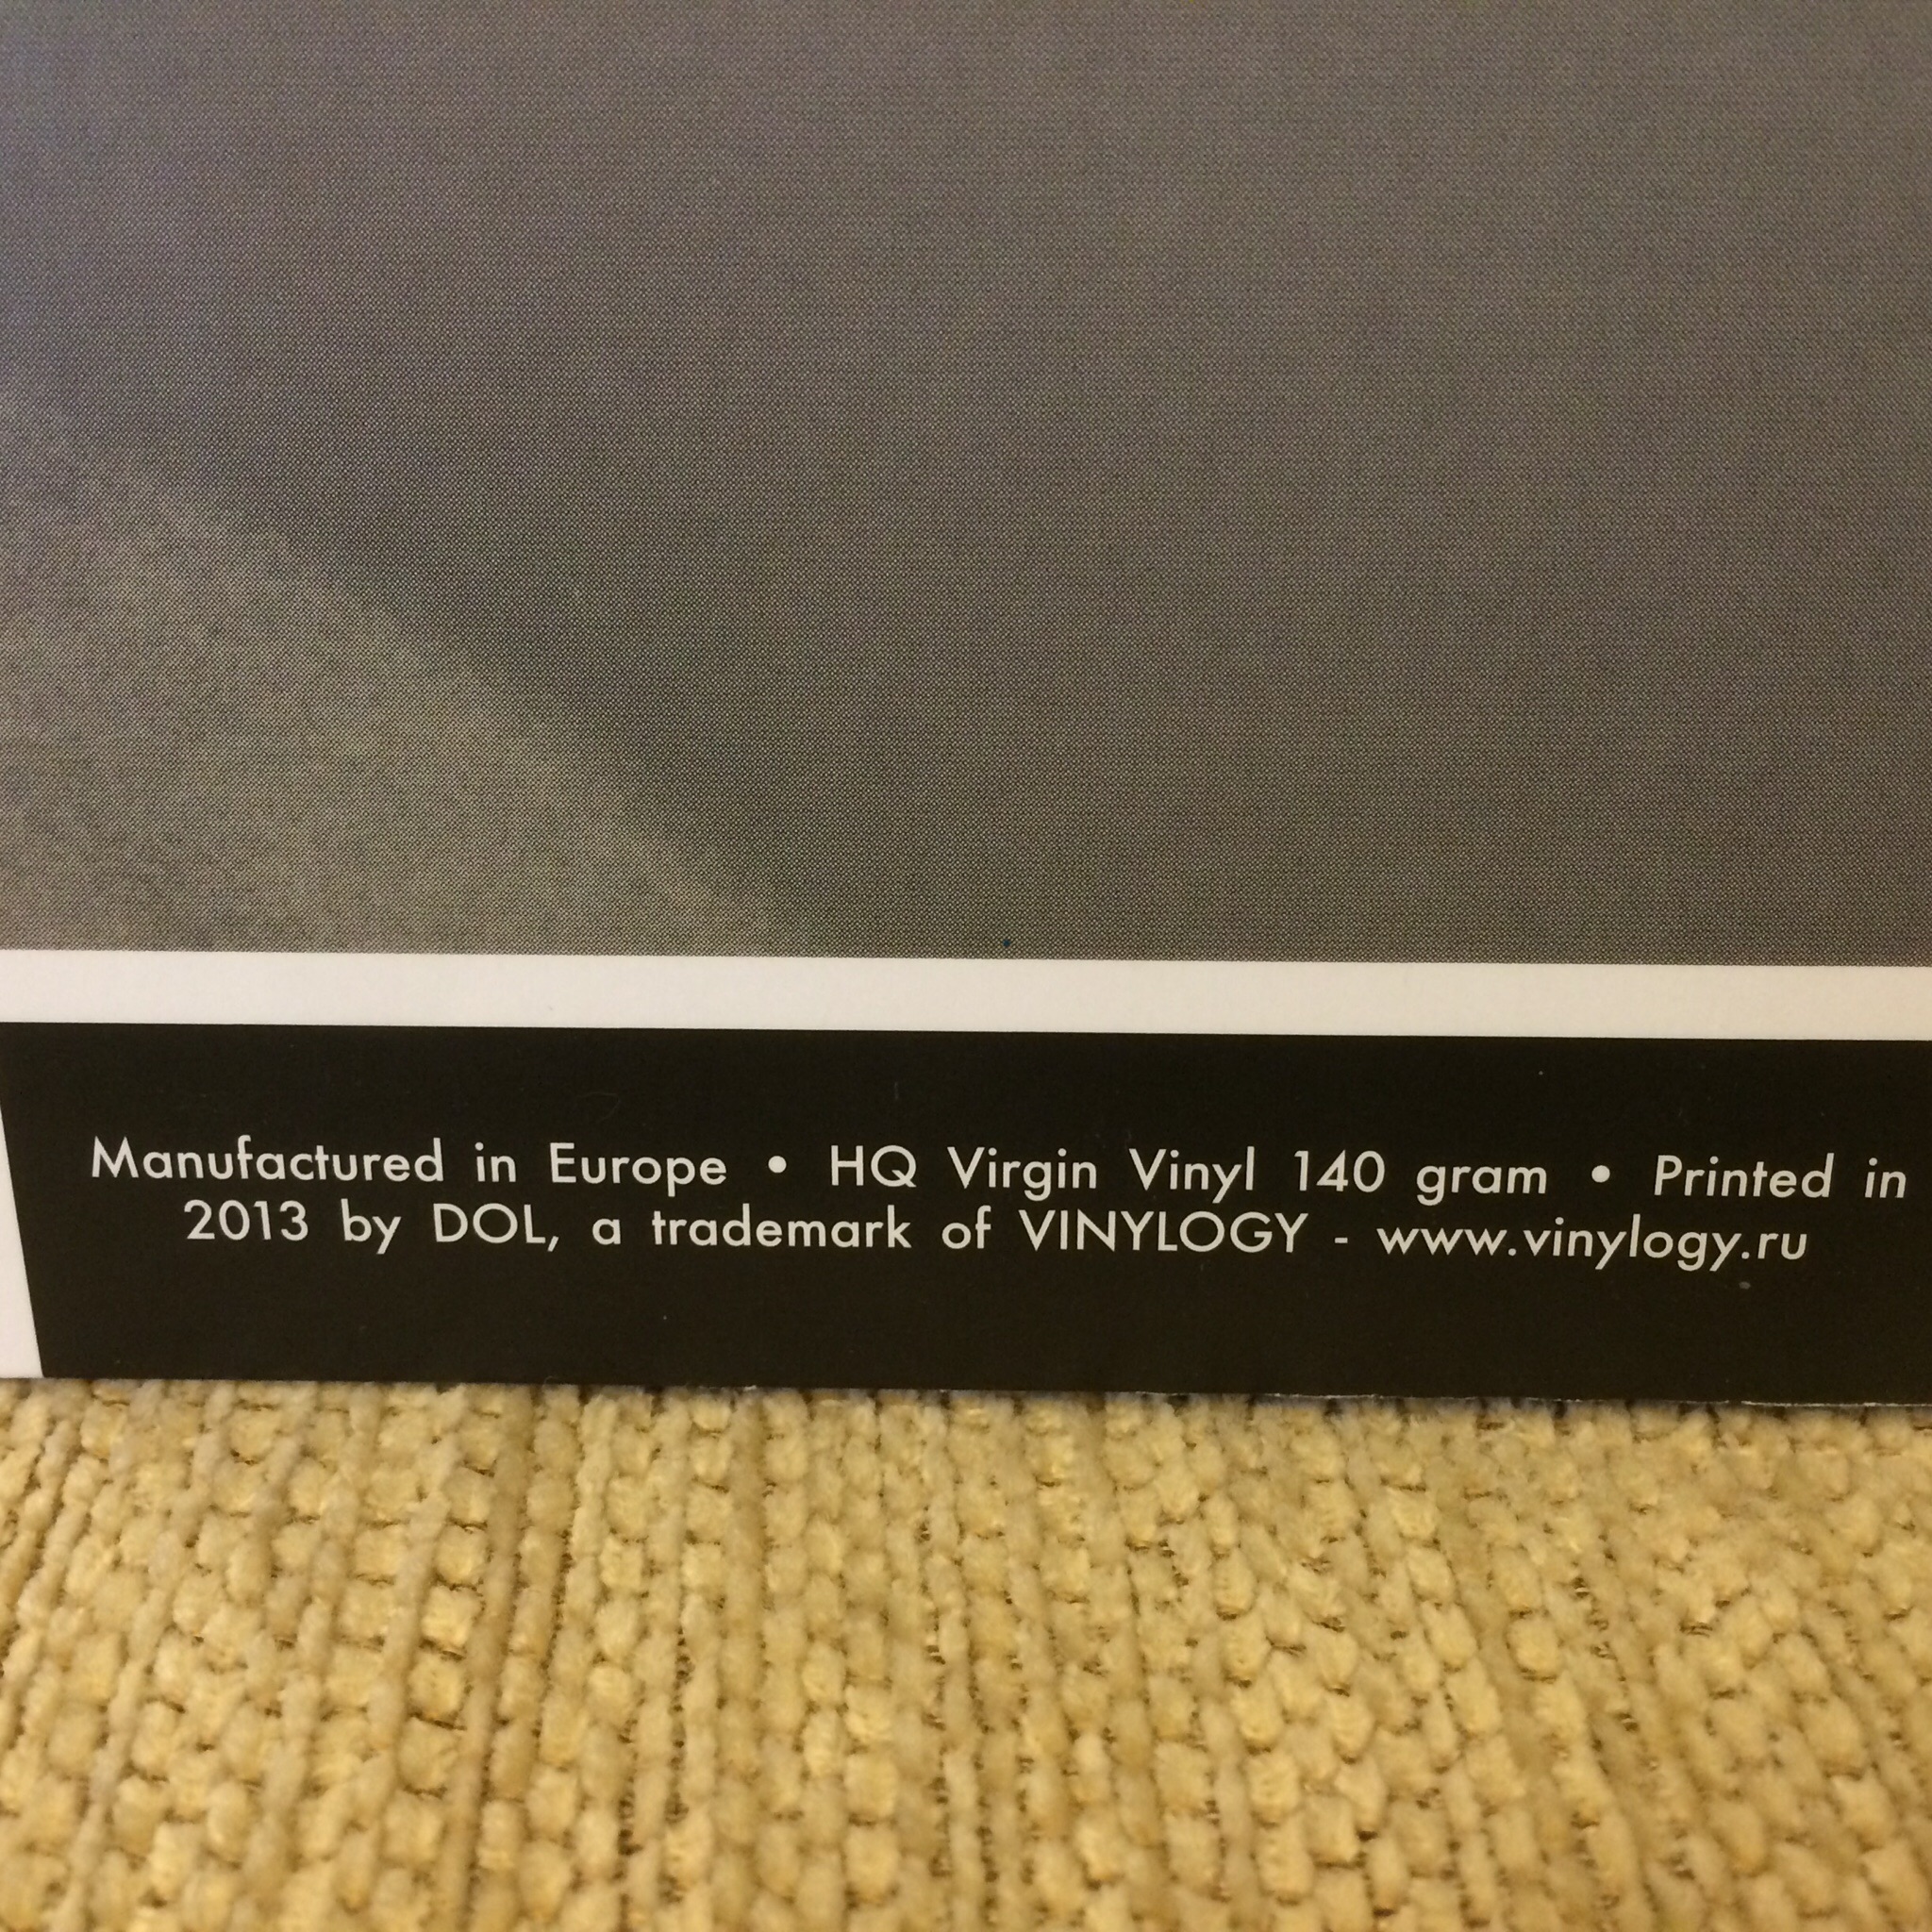 Manufactured in Europe • HQ Virgin Vinyl 140 gram • Printed in
2013 by DOL, a trademark of VINYLOGY - www.vinylogy.ru